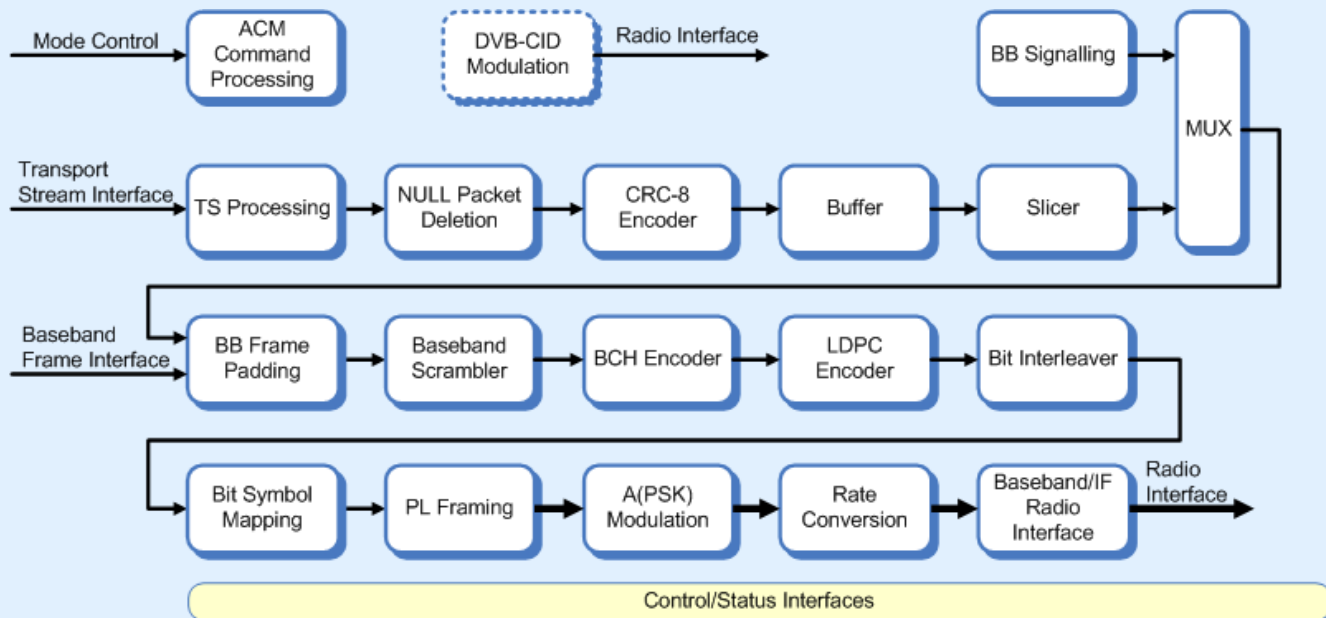 Mode Control
ACM
Command
Processing
DVB-CID
Modulation
Radio Interface
BB Signalling
MUX
Transport
Stream Interface
TS Processing
NULL Packet
Deletion
CRC-8
Encoder
Buffer
Slicer
Baseband
Frame Interface
BB Frame
Padding
Baseband
Scrambler
BCH Encoder
LDPC
Encoder
Bit Interleaver
Bit Symbol
Mapping
PL Framing
A(PSK)
Modulation
Rate
Conversion
Baseband/IF
Radio
Interface
Radio
Interface
Control/Status Interfaces